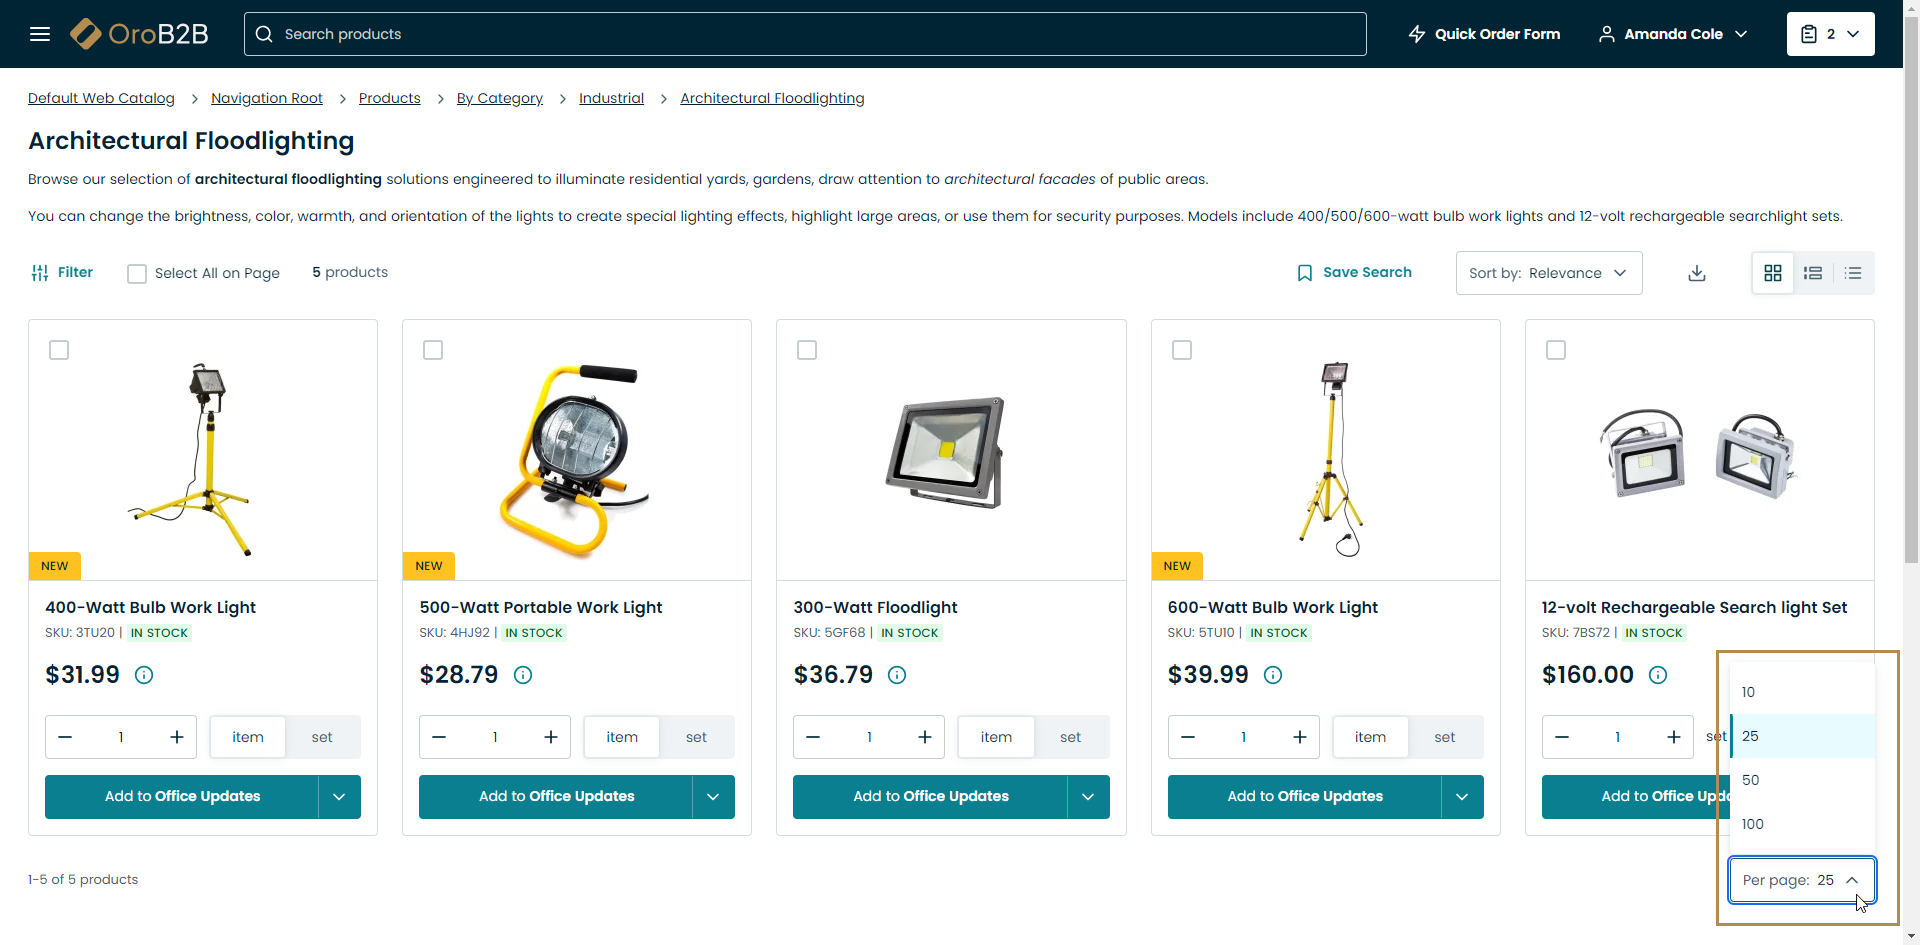 OroB2B
Search products
Quick Order Form
Amanda Cole
2
Default Web Catalog > Navigation Root > Products > By Category > Industrial > Architectural Floodlighting
Architectural Floodlighting
Browse our selection of architectural floodlighting solutions engineered to illuminate residential yards, gardens, draw attention to architectural facades of public areas.
You can change the brightness, color, warmth, and orientation of the lights to create special lighting effects, highlight large areas, or use them for security purposes. Models include 400/500/600-watt bulb work lights and 12-volt rechargeable searchlight sets.
Filter
Select All on Page
5 products
Save Search
Sort by: Relevance
NEW
400-Watt Bulb Work Light
SKU: 3TU20 | IN STOCK
$31.99
1
item
set
Add to Office Updates
NEW
500-Watt Portable Work Light
SKU: 4HJ92 | IN STOCK
$28.79
1
item
set
Add to Office Updates
300-Watt Floodlight
SKU: 5GF68 | IN STOCK
$36.79
1
item
set
Add to Office Updates
NEW
600-Watt Bulb Work Light
SKU: 5TU10 | IN STOCK
$39.99
1
item
set
Add to Office Updates
12-volt Rechargeable Search light Set
SKU: 7BS72 | IN STOCK
$160.00
1
set
Add to Office Upd
10
25
50
100
1-5 of 5 products
Per page: 25